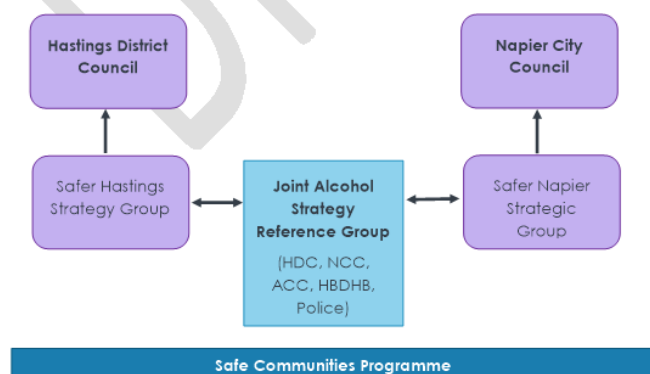 Hastings District
Council
Napier City
Council
Safer Hastings
Strategy Group
Joint Alcohol
Strategy
Reference Group
(HDC, NCC,
ACC, HBDHB,
Police)
Safer Napier
Strategic
Group
Safe Communities Programme